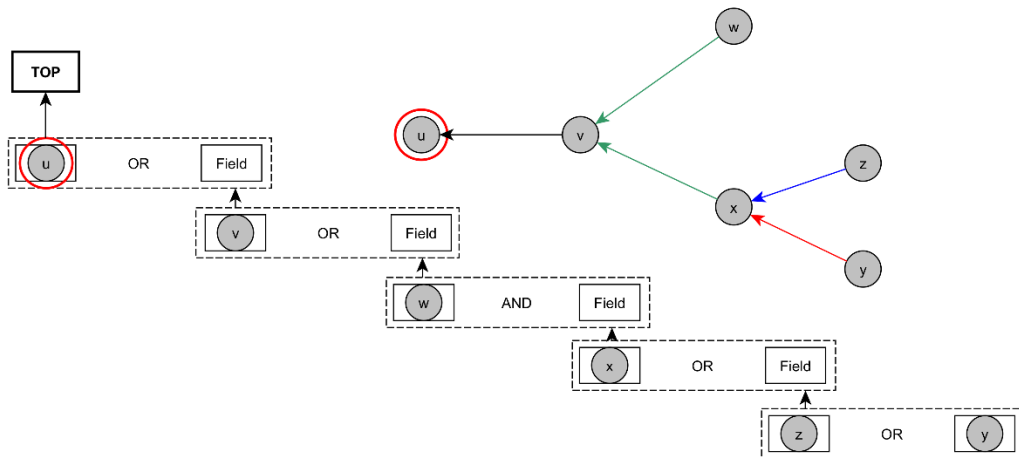 w
TOP
u
v
u OR Field
z
x
v OR Field
y
w AND Field
x OR Field
z OR y